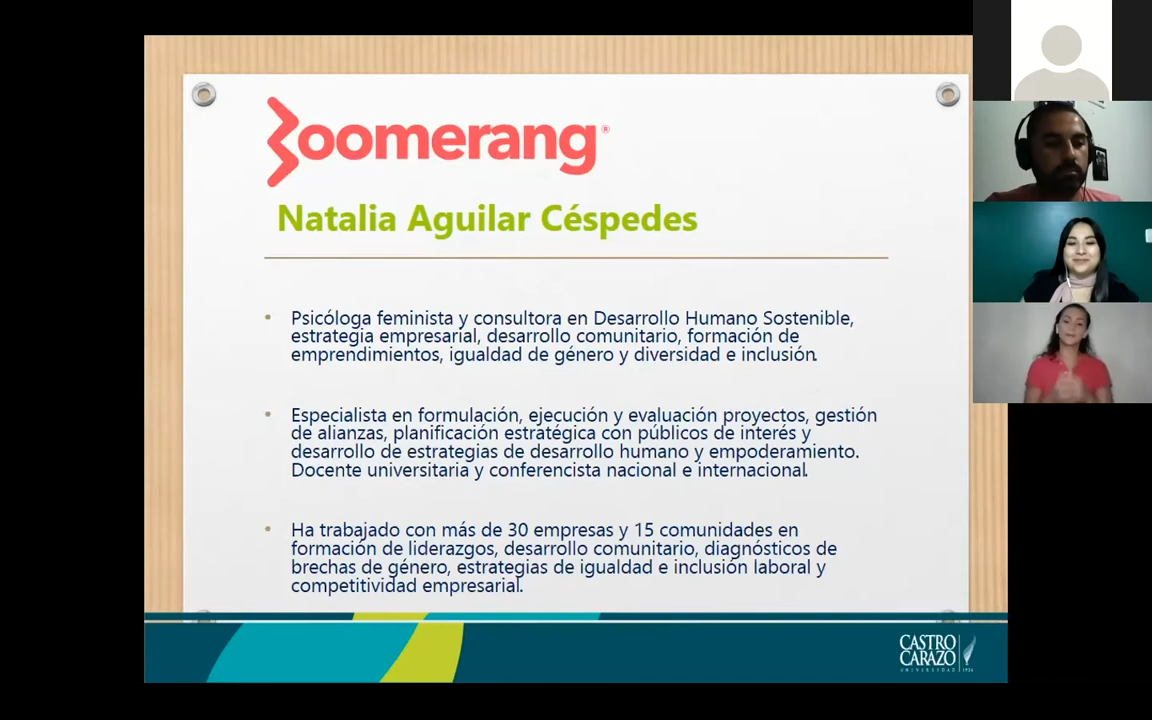 Boomerang®
Natalia Aguilar Céspedes
• Psicóloga feminista y consultora en Desarrollo Humano Sostenible,
estrategia empresarial, desarrollo comunitario, formación de
emprendimientos, igualdad de género y diversidad e inclusión.
• Especialista en formulación, ejecución y evaluación proyectos, gestión
de alianzas, planificación estratégica con públicos de interés y
desarrollo de estrategias de desarrollo humano y empoderamiento.
Docente universitaria y conferencista nacional e internacional.
• Ha trabajado con más de 30 empresas y 15 comunidades en
formación de liderazgos, desarrollo comunitario, diagnósticos de
brechas de género, estrategias de igualdad e inclusión laboral y
competitividad empresarial.
CASTRO
CARAZO
UNIVERSIDAD